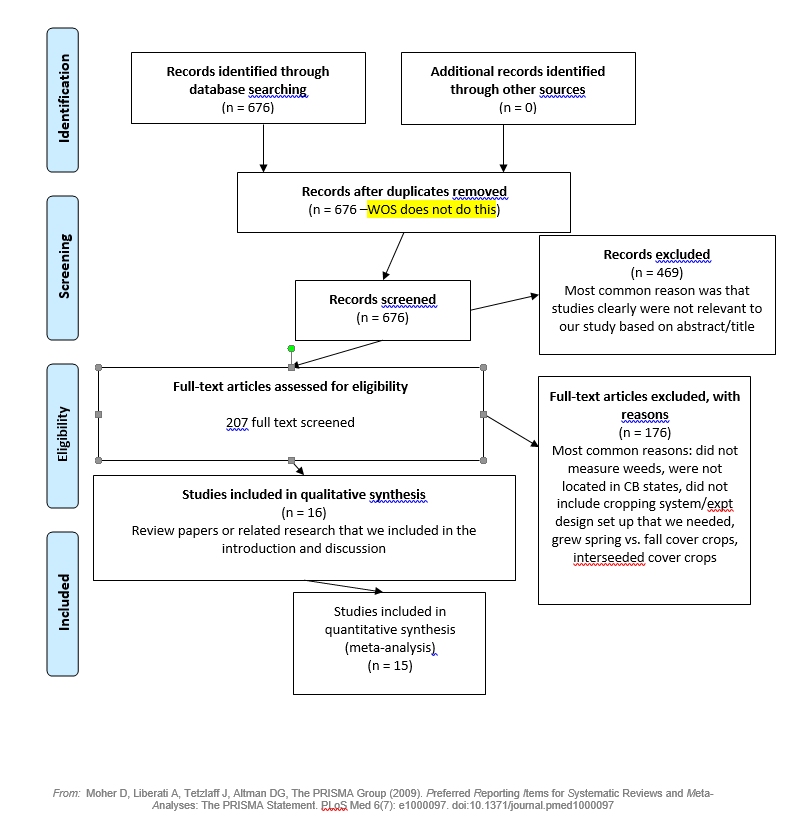 Identification
Records identified through
database searching
(n = 676)
Additional records identified
through other sources
(n = 0)
Records after duplicates removed
(n = 676 –WOS does not do this)
Screening
Records screened
(n = 676)
Records excluded
(n = 469)
Most common reason was that
studies clearly were not relevant to
our study based on abstract/title
Eligibility
Full-text articles assessed for eligibility
207 full text screened
Full-text articles excluded, with
reasons
(n = 176)
Most common reasons: did not
measure weeds, were not
located in CB states, did not
include cropping system/expt
design set up that we needed,
grew spring vs. fall cover crops,
interseeded cover crops
Studies included in qualitative synthesis
(n = 16)
Review papers or related research that we included in the
introduction and discussion
Included
Studies included in
quantitative synthesis
(meta-analysis)
(n = 15)
From: Moher D, Liberati A, Tetzlaff J, Altman DG, The PRISMA Group (2009). Preferred Reporting Items for Systematic Reviews and Meta-
Analyses: The PRISMA Statement. PLoS Med 6(7): e1000097. doi:10.1371/journal.pmed1000097